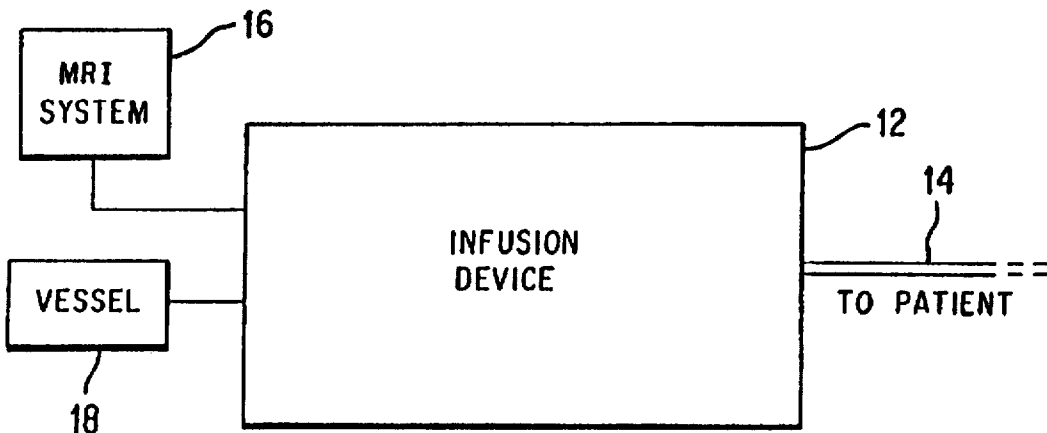 16
MRI
SYSTEM
12
14
INFUSION
DEVICE
VESSEL
TO PATIENT
18